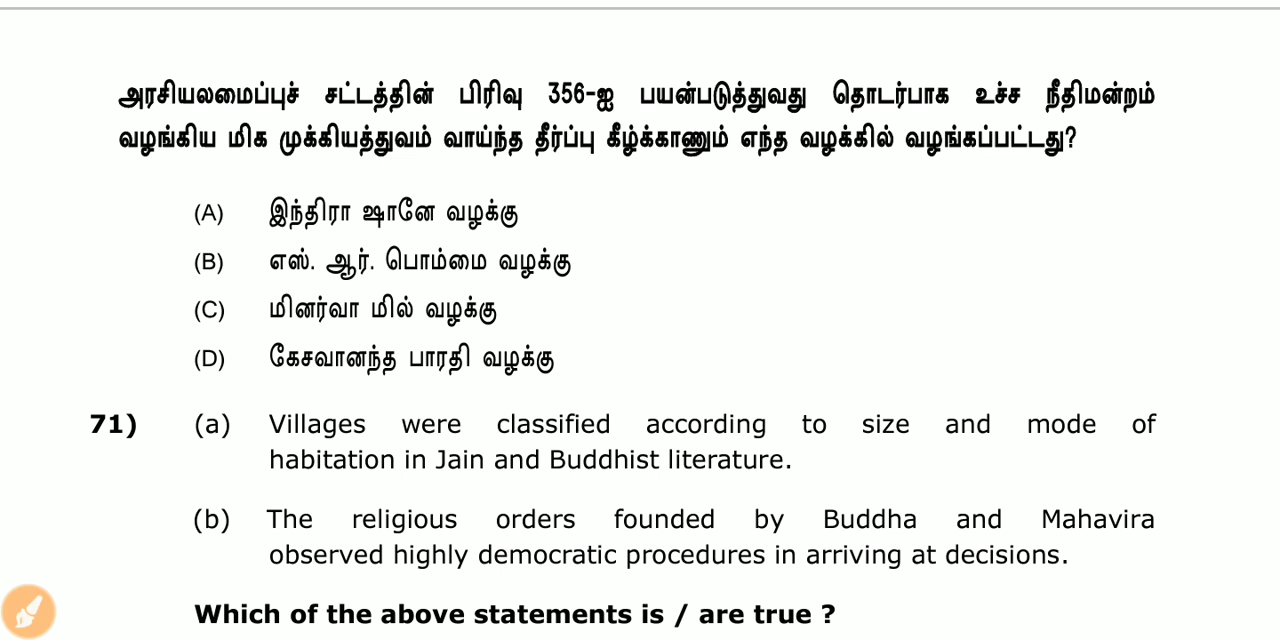 அரசியலமைப்புச் சட்டத்தின் பிரிவு 356-ஐ பயன்படுத்துவது தொடர்பாக உச்ச நீதிமன்றம்
வழங்கிய மிக முக்கியத்துவம் வாய்ந்த தீர்ப்பு கீழ்க்காணும் எந்த வழக்கில் வழங்கப்பட்டது?
(A) இந்திரா ஷானே வழக்கு
(B) எஸ். ஆர். பொம்மை வழக்கு
(C) மினர்வா மில் வழக்கு
(D) கேசவானந்த பாரதி வழக்கு
71) (a) Villages were classified according to size and mode of
habitation in Jain and Buddhist literature.
(b) The religious orders founded by Buddha and Mahavira
observed highly democratic procedures in arriving at decisions.
Which of the above statements is / are true ?